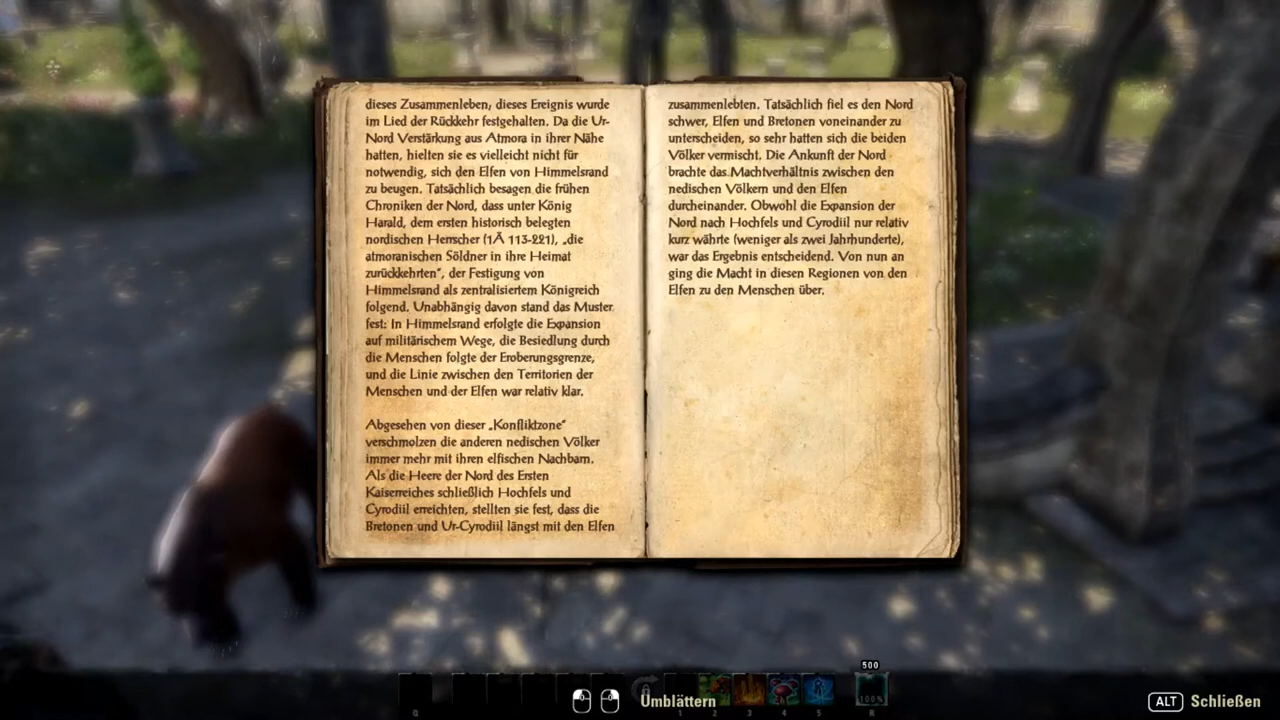 dieses Zusammenleben; dieses Ereignis wurde
im Lied der Rückkehr festgehalten. Da die Ur-
Nord Verstärkung aus Atmora in ihrer Nähe
hatten, hielten sie es vielleicht nicht für
notwendig, sich den Elfen von Himmelsrand
zu beugen. Tatsächlich besagen die frühen
Chroniken der Nord, dass unter König
Harald, dem ersten historisch belegten
nordischen Herrscher (1Ä 113-221), „die
atmoranischen Söldner in ihre Heimat
zurückkehrten“, der Festigung von
Himmelsrand als zentralisiertem Königreich
folgend. Unabhängig davon stand das Muster
fest: In Himmelsrand erfolgte die Expansion
auf militärischem Wege, die Besiedlung durch
die Menschen folgte der Eroberungsgrenze,
und die Linie zwischen den Territorien der
Menschen und der Elfen war relativ klar.
Abgesehen von dieser „Konfliktzone“
verschmolzen die anderen nedischen Völker
immer mehr mit ihren elfischen Nachbarn.
Als die Heere der Nord des Ersten
Kaiserreiches schließlich Hochfels und
Cyrodiil erreichten, stellten sie fest, dass die
Bretonen und Ur-Cyrodiil längst mit den Elfen
zusammenlebten. Tatsächlich fiel es den Nord
schwer, Elfen und Bretonen voneinander zu
unterscheiden, so sehr hatten sich die beiden
Völker vermischt. Die Ankunft der Nord
brachte das Machtverhältnis zwischen den
nedischen Völkern und den Elfen
durcheinander. Obwohl die Expansion der
Nord nach Hochfels und Cyrodiil nur relativ
kurz währte (weniger als zwei Jahrhunderte),
war das Ergebnis entscheidend. Von nun an
ging die Macht in diesen Regionen von den
Elfen zu den Menschen über.
500
100%
Q 1 2 3 4 5 R
Umblättern
ALT Schließen